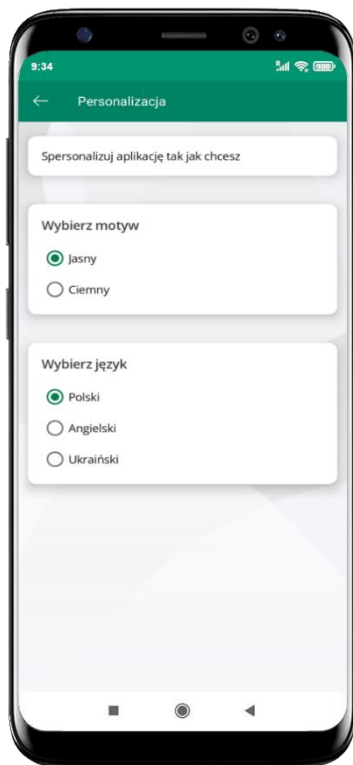 9:34
Personalizacja
Spersonalizuj aplikację tak jak chcesz
Wybierz motyw
Jasny
Ciemny
Wybierz język
Polski
Angielski
Ukraiński